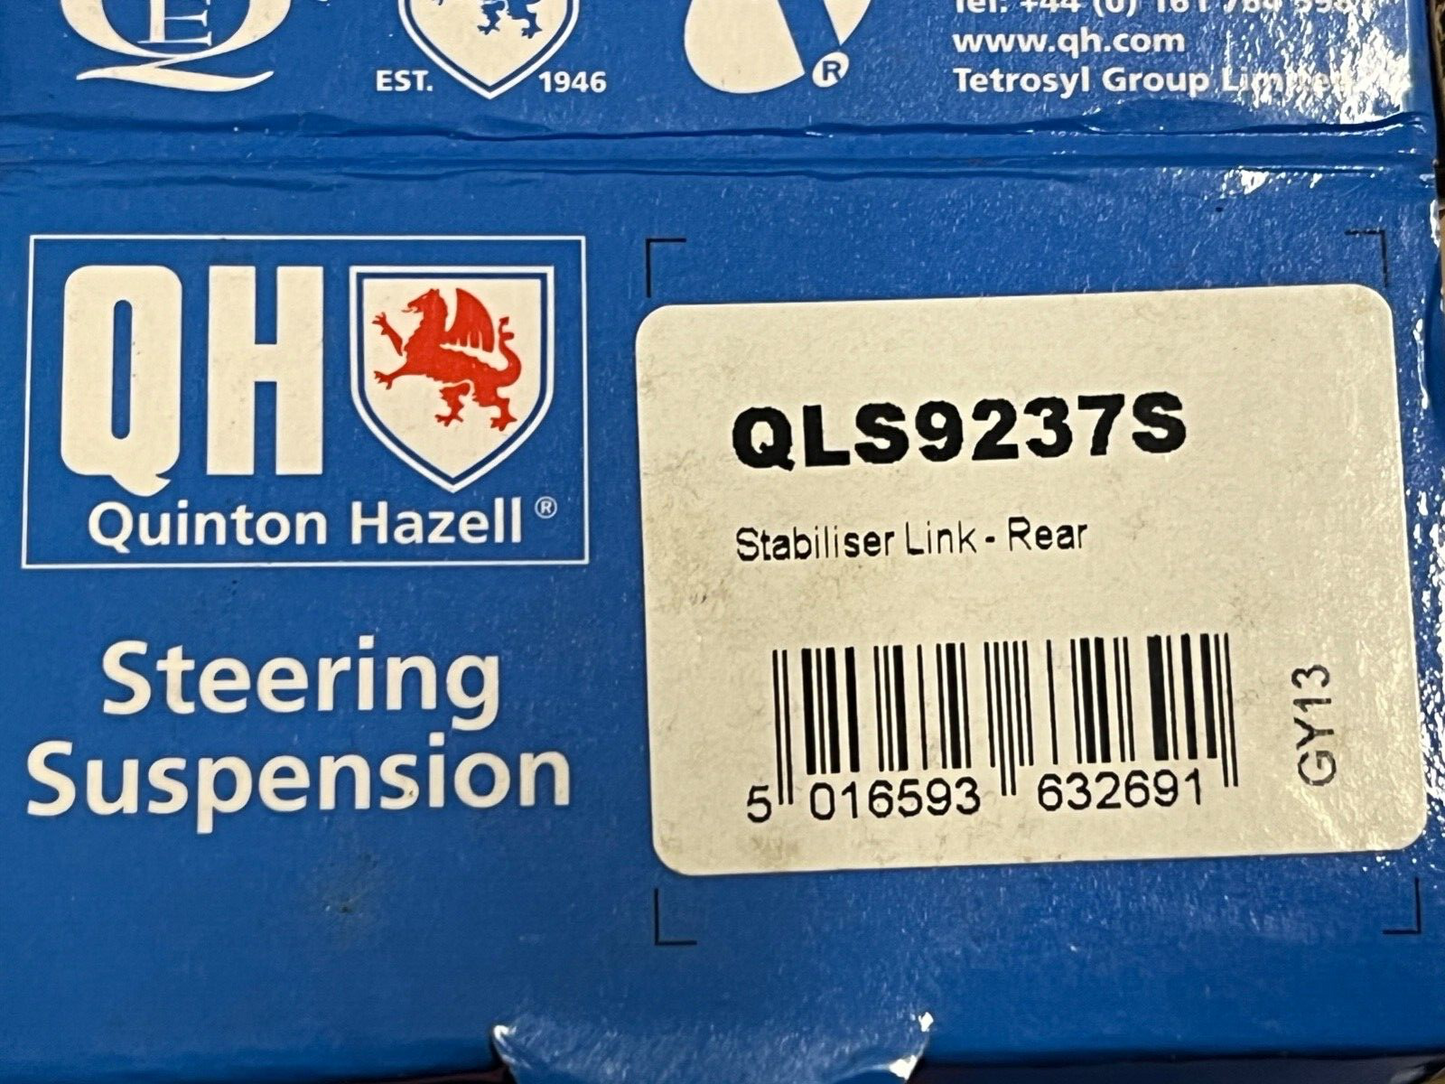 E
EST. 1946
®
www.qh.com
Tetrosyl Group Limited
QH
Quinton Hazell®
Steering
Suspension
QLS9237S
Stabiliser Link - Rear
5 016593 632691
GY13